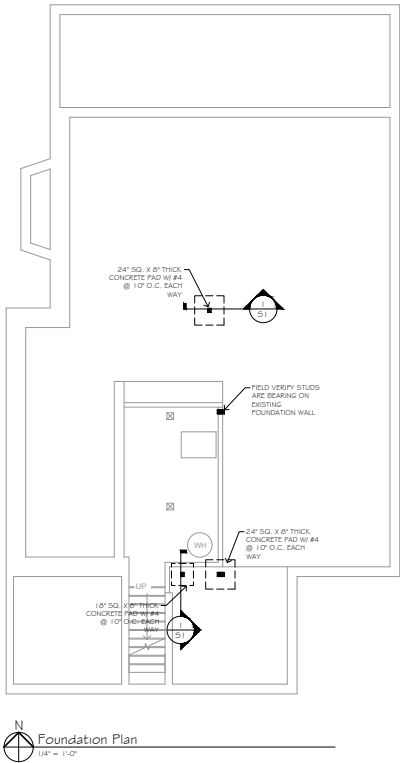 24" SQ. X 8" THICK
CONCRETE PAD W/ #4
@ 10" O.C. EACH
WAY
1
S1
FIELD VERIFY STUDS
ARE BEARING ON
EXISTING
FOUNDATION WALL
24" SQ. X 8" THICK
CONCRETE PAD W/ #4
@ 10" O.C. EACH
WAY
WH
UP
18" SQ. X 8" THICK
CONCRETE PAD W/ #4
@ 10" O.C. EACH
WAY
1
S1
N
Foundation Plan
1/4" = 1'-0"